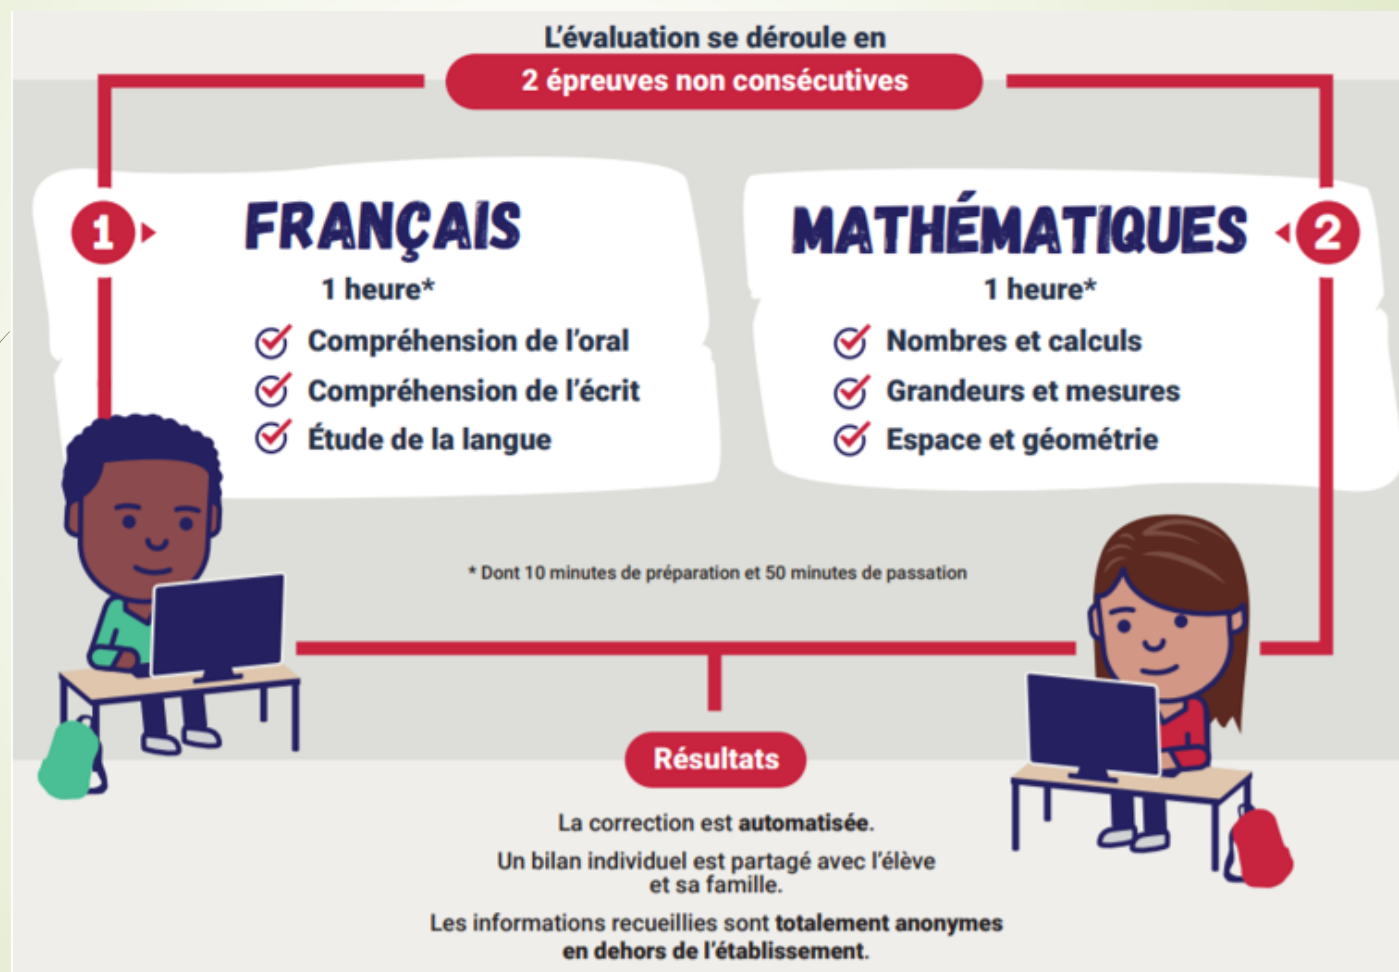 L'évaluation se déroule en
2 épreuves non consécutives
1
FRANÇAIS
1 heure*
Compréhension de l'oral
Compréhension de l'écrit
Étude de la langue
MATHÉMATIQUES
2
1 heure*
Nombres et calculs
Grandeurs et mesures
Espace et géométrie
* Dont 10 minutes de préparation et 50 minutes de passation
Résultats
La correction est automatisée.
Un bilan individuel est partagé avec l'élève
et sa famille.
Les informations recueillies sont totalement anonymes
en dehors de l'établissement.